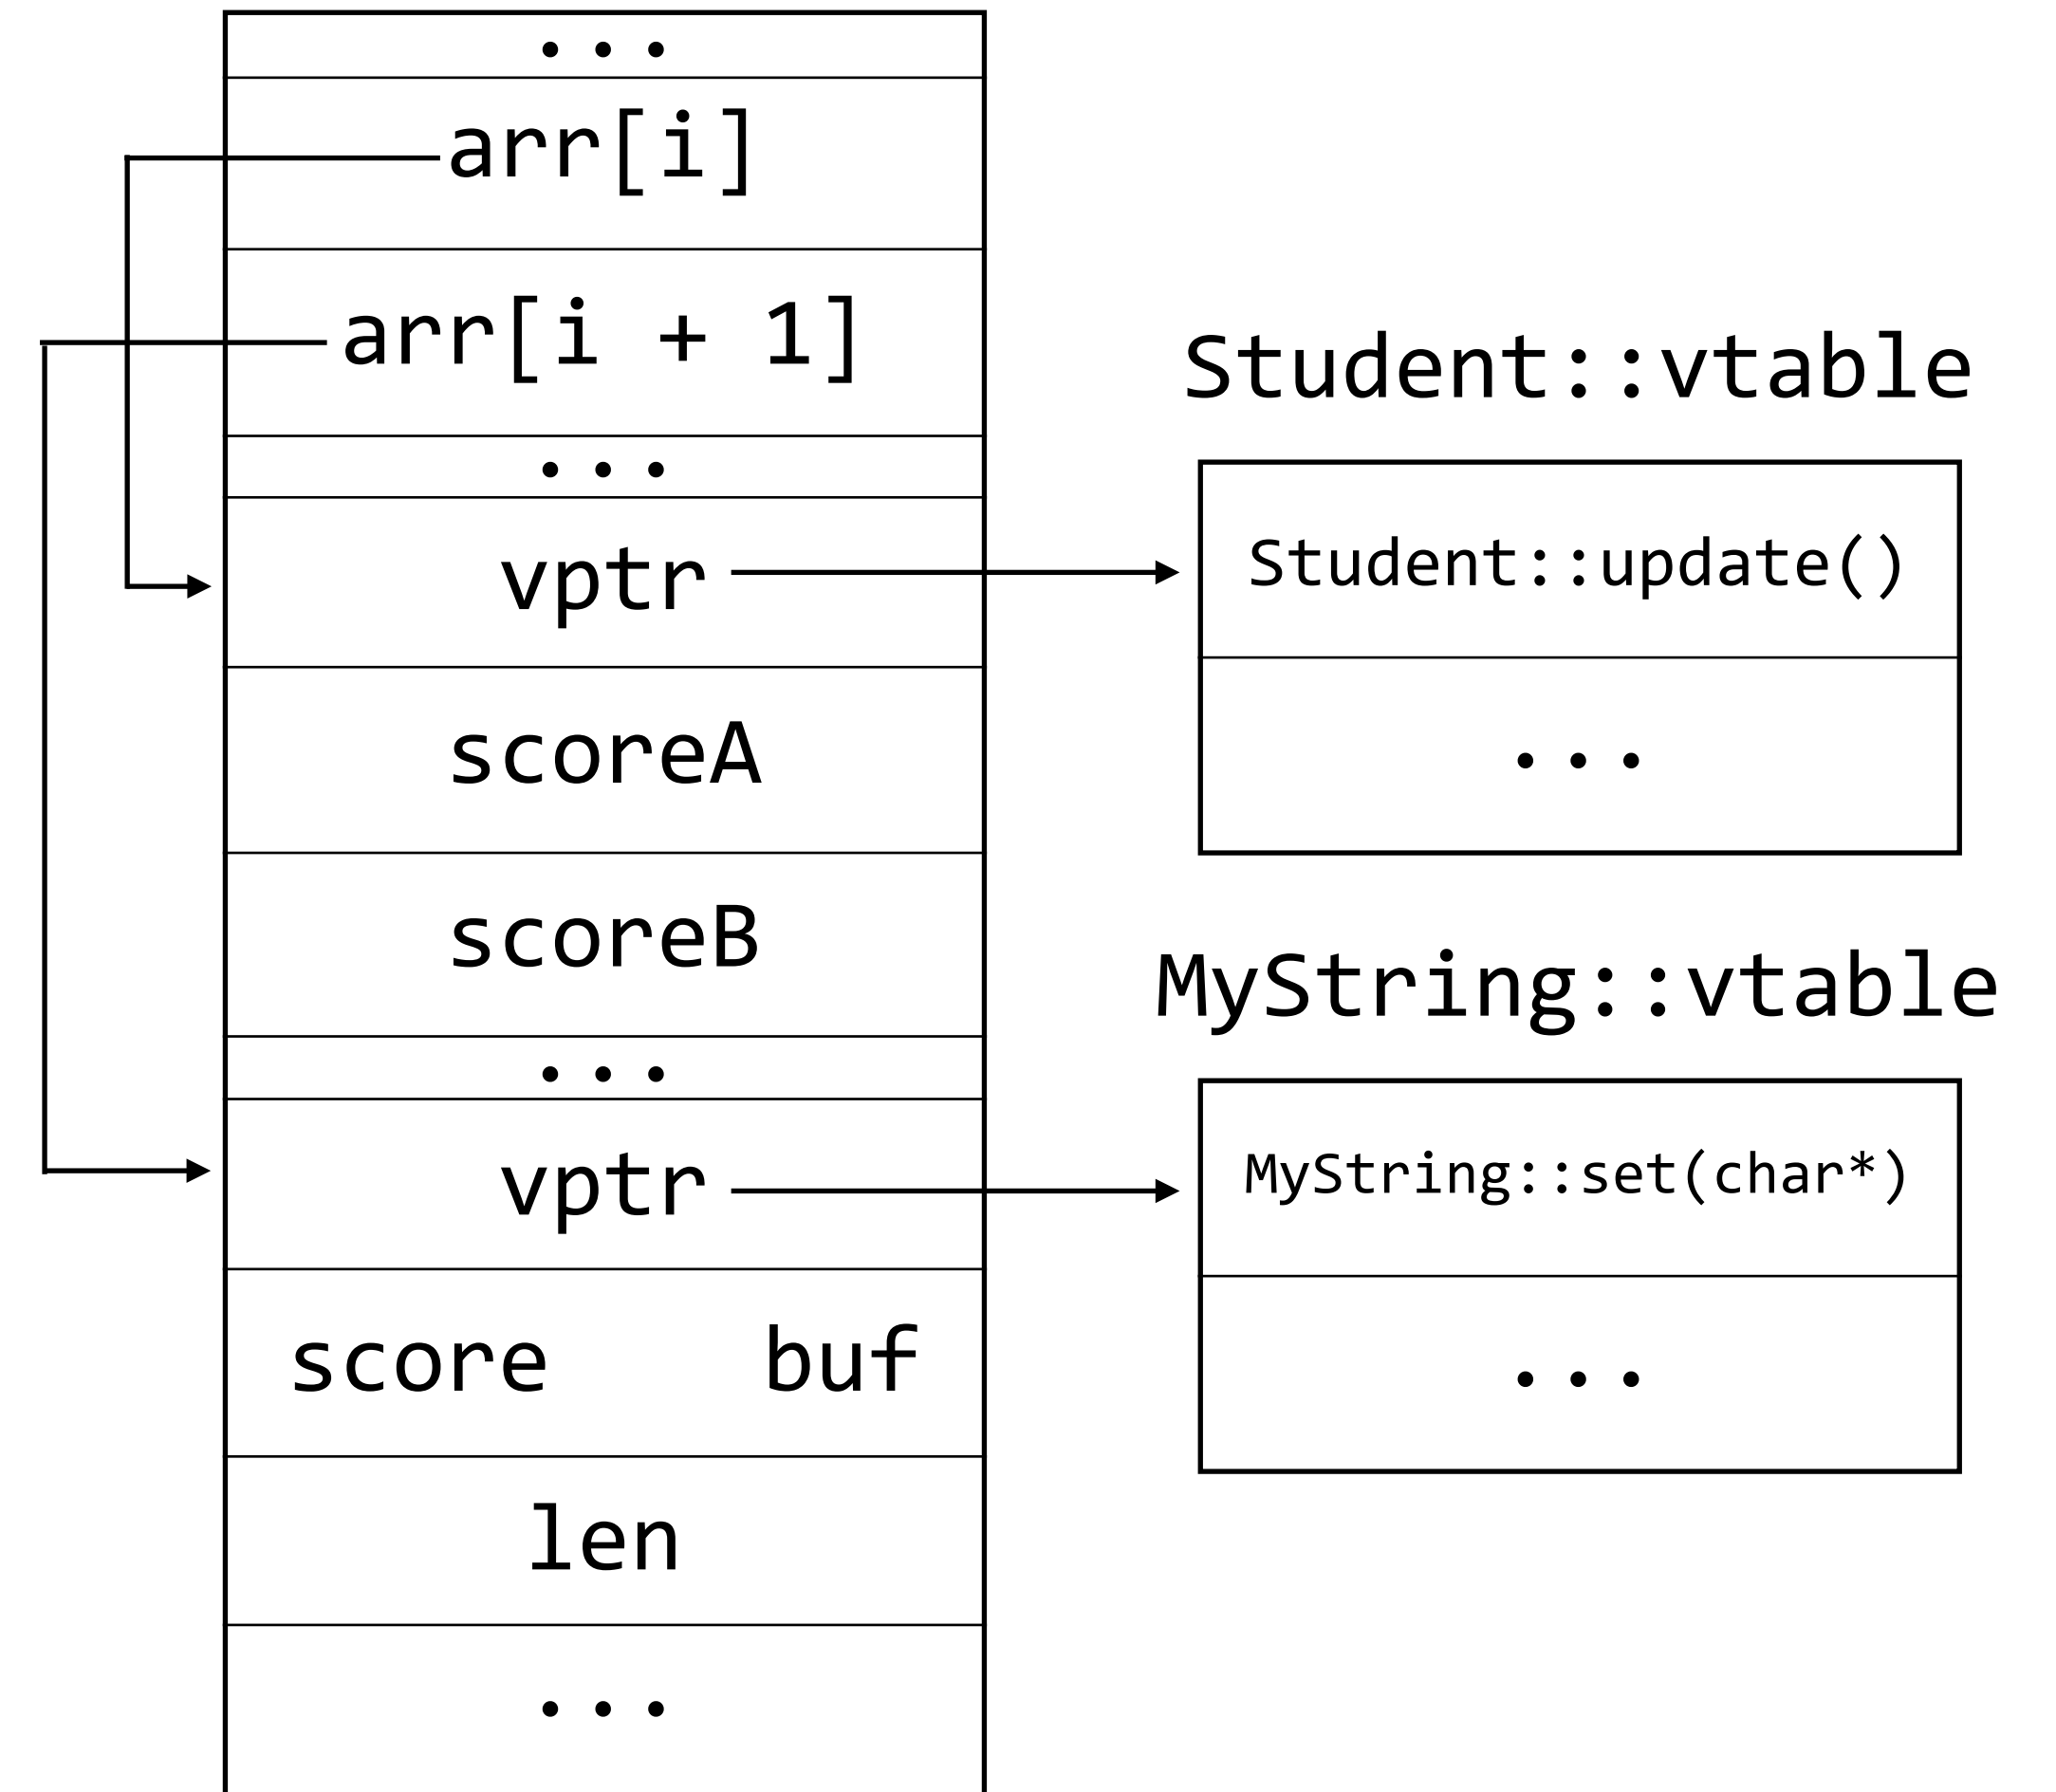 ...
arr[i]
arr[i + 1]
...
vptr
scoreA
scoreB
...
vptr
score buf
len
...
Student::vtable
Student::update()
...
MyString::vtable
MyString::set(char*)
...